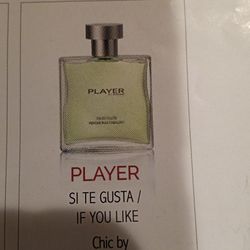 PLAYER
PLAYER
SI TE GUSTA /
IF YOU LIKE
Chic by